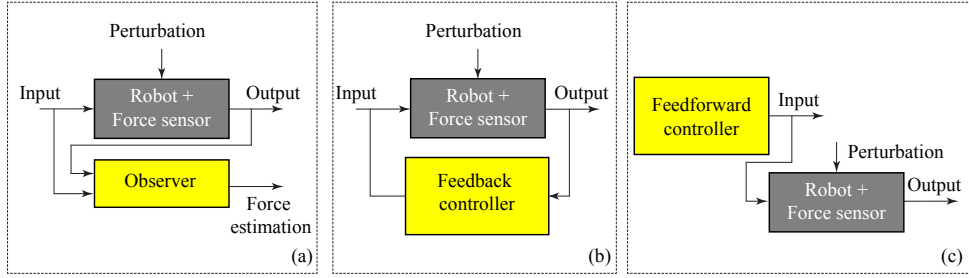 Perturbation
Input
Robot +
Force sensor
Output
Observer
Force
estimation
(a)
Perturbation
Input
Robot +
Force sensor
Output
Feedback
controller
(b)
Feedforward
controller
Input
Perturbation
Robot +
Force sensor
Output
(c)